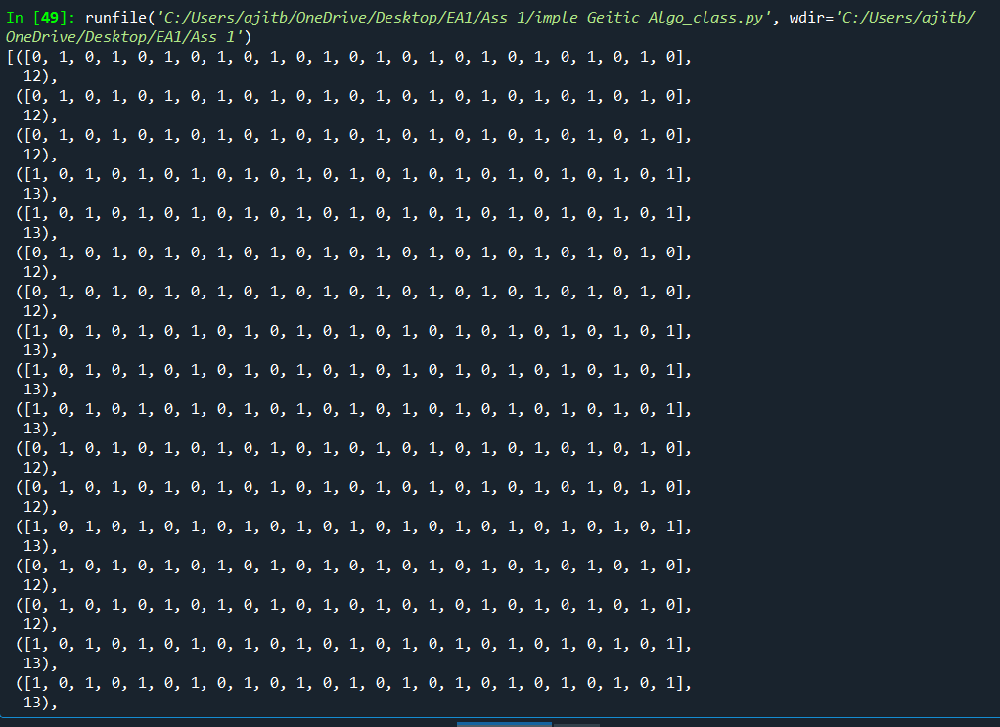 In [49]: runfile('C:/Users/ajitb/OneDrive/Desktop/EA1/Ass 1/imple Geitic Algo_class.py', wdir='C:/Users/ajitb/
OneDrive/Desktop/EA1/Ass 1')
[([0, 1, 0, 1, 0, 1, 0, 1, 0, 1, 0, 1, 0, 1, 0, 1, 0, 1, 0, 1, 0, 1, 0, 1, 0],
12),
([0, 1, 0, 1, 0, 1, 0, 1, 0, 1, 0, 1, 0, 1, 0, 1, 0, 1, 0, 1, 0, 1, 0, 1, 0],
12),
([0, 1, 0, 1, 0, 1, 0, 1, 0, 1, 0, 1, 0, 1, 0, 1, 0, 1, 0, 1, 0, 1, 0, 1, 0],
12),
([1, 0, 1, 0, 1, 0, 1, 0, 1, 0, 1, 0, 1, 0, 1, 0, 1, 0, 1, 0, 1, 0, 1, 0, 1],
13),
([1, 0, 1, 0, 1, 0, 1, 0, 1, 0, 1, 0, 1, 0, 1, 0, 1, 0, 1, 0, 1, 0, 1, 0, 1],
13),
([0, 1, 0, 1, 0, 1, 0, 1, 0, 1, 0, 1, 0, 1, 0, 1, 0, 1, 0, 1, 0, 1, 0, 1, 0],
12),
([0, 1, 0, 1, 0, 1, 0, 1, 0, 1, 0, 1, 0, 1, 0, 1, 0, 1, 0, 1, 0, 1, 0, 1, 0],
12),
([1, 0, 1, 0, 1, 0, 1, 0, 1, 0, 1, 0, 1, 0, 1, 0, 1, 0, 1, 0, 1, 0, 1, 0, 1],
13),
([1, 0, 1, 0, 1, 0, 1, 0, 1, 0, 1, 0, 1, 0, 1, 0, 1, 0, 1, 0, 1, 0, 1, 0, 1],
13),
([1, 0, 1, 0, 1, 0, 1, 0, 1, 0, 1, 0, 1, 0, 1, 0, 1, 0, 1, 0, 1, 0, 1, 0, 1],
13),
([0, 1, 0, 1, 0, 1, 0, 1, 0, 1, 0, 1, 0, 1, 0, 1, 0, 1, 0, 1, 0, 1, 0, 1, 0],
12),
([0, 1, 0, 1, 0, 1, 0, 1, 0, 1, 0, 1, 0, 1, 0, 1, 0, 1, 0, 1, 0, 1, 0, 1, 0],
12),
([1, 0, 1, 0, 1, 0, 1, 0, 1, 0, 1, 0, 1, 0, 1, 0, 1, 0, 1, 0, 1, 0, 1, 0, 1],
13),
([0, 1, 0, 1, 0, 1, 0, 1, 0, 1, 0, 1, 0, 1, 0, 1, 0, 1, 0, 1, 0, 1, 0, 1, 0],
12),
([0, 1, 0, 1, 0, 1, 0, 1, 0, 1, 0, 1, 0, 1, 0, 1, 0, 1, 0, 1, 0, 1, 0, 1, 0],
12),
([1, 0, 1, 0, 1, 0, 1, 0, 1, 0, 1, 0, 1, 0, 1, 0, 1, 0, 1, 0, 1, 0, 1, 0, 1],
13),
([1, 0, 1, 0, 1, 0, 1, 0, 1, 0, 1, 0, 1, 0, 1, 0, 1, 0, 1, 0, 1, 0, 1, 0, 1],
13),